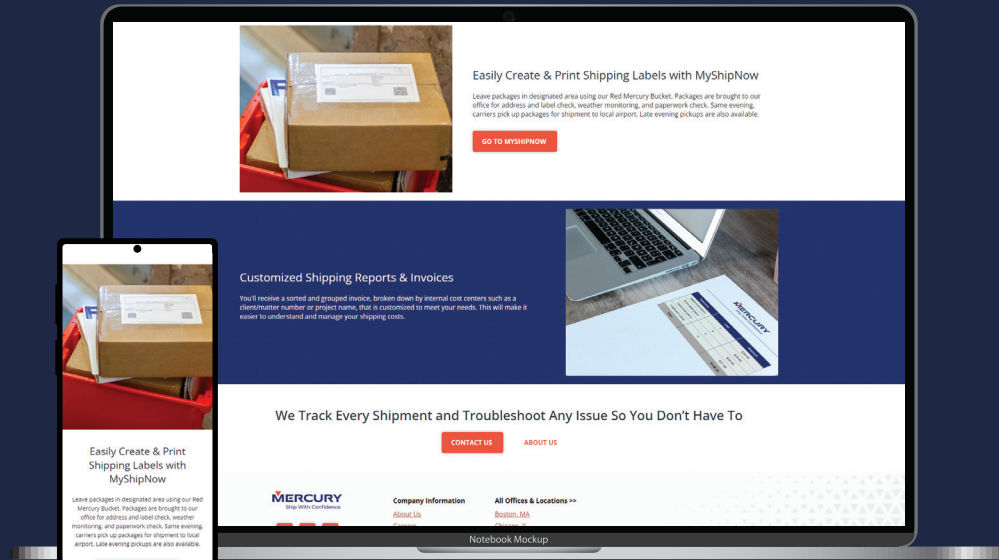 Easily Create & Print Shipping Labels with MyShipNow
Leave packages in designated area using our Red Mercury Bucket. Packages are brought to our
office for address and label check, weather monitoring, and paperwork check. Same evening,
carriers pick up packages for shipment to local airport. Late evening pickups are also available.
GO TO MYSHIPNOW
Customized Shipping Reports & Invoices
You'll receive a sorted and grouped invoice, broken down by internal cost centers such as a
client/matter number or project name, that is customized to meet your needs. This will make it
easier to understand and manage your shipping costs.
MERCURY
We Track Every Shipment and Troubleshoot Any Issue So You Don't Have To
CONTACT US
ABOUT US
MERCURY
Ship With Confidence
Company Information
About Us
Careers
All Offices & Locations >>
Boston, MA
Notebook Mockup
Easily Create & Print
Shipping Labels with
MyShipNow
Leave packages in designated area using our Red
Mercury Bucket. Packages are brought to our
office for address and label check, weather
monitoring, and paperwork check. Same evening,
carriers pick up packages for shipment to local
airport. Late evening pickups are also available.